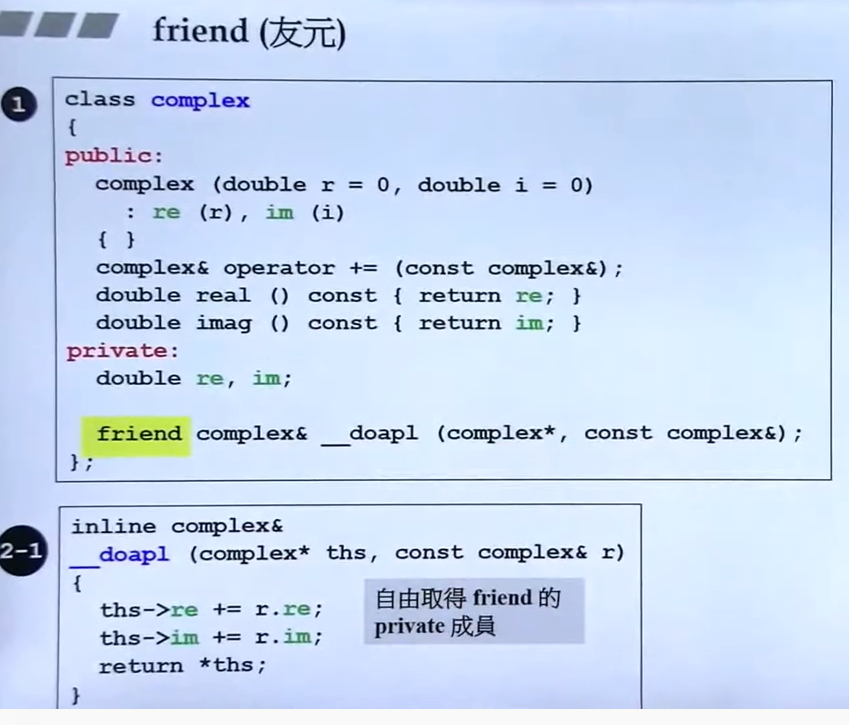 friend (友元)
1
class complex
{
public:
complex (double r = 0, double i = 0)
: re (r), im (i)
{ }
complex& operator += (const complex&);
double real () const { return re; }
double imag () const { return im; }
private:
double re, im;
friend complex& __doapl (complex*, const complex&);
};
2-1
inline complex&
__doapl (complex* ths, const complex& r)
{
ths->re += r.re;
ths->im += r.im;
return *ths;
}
自由取得 friend 的
private 成員